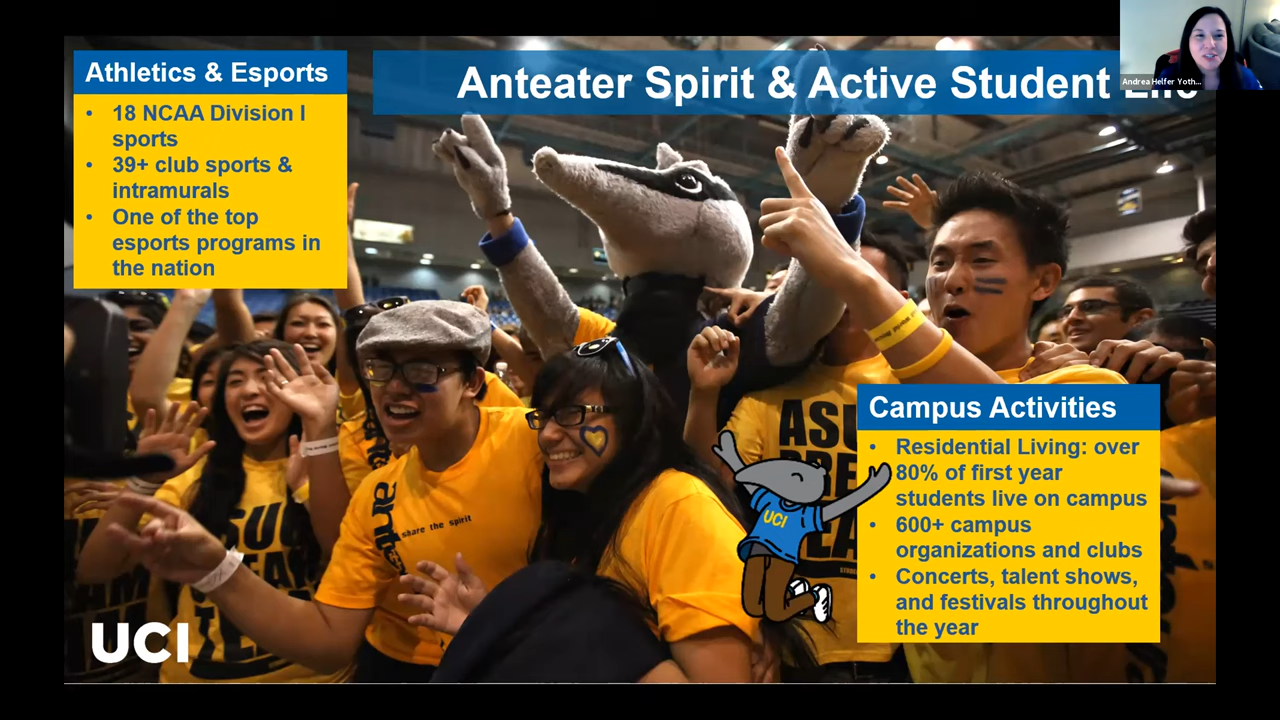 Athletics & Esports
• 18 NCAA Division I
sports
• 39+ club sports &
intramurals
• One of the top
esports programs in
the nation
Anteater Spirit & Active Student Life
Andrea Helfer Yoth...
share the spirit
UCI
UCI
Campus Activities
• Residential Living: over
80% of first year
students live on campus
• 600+ campus
organizations and clubs
• Concerts, talent shows,
and festivals throughout
the year